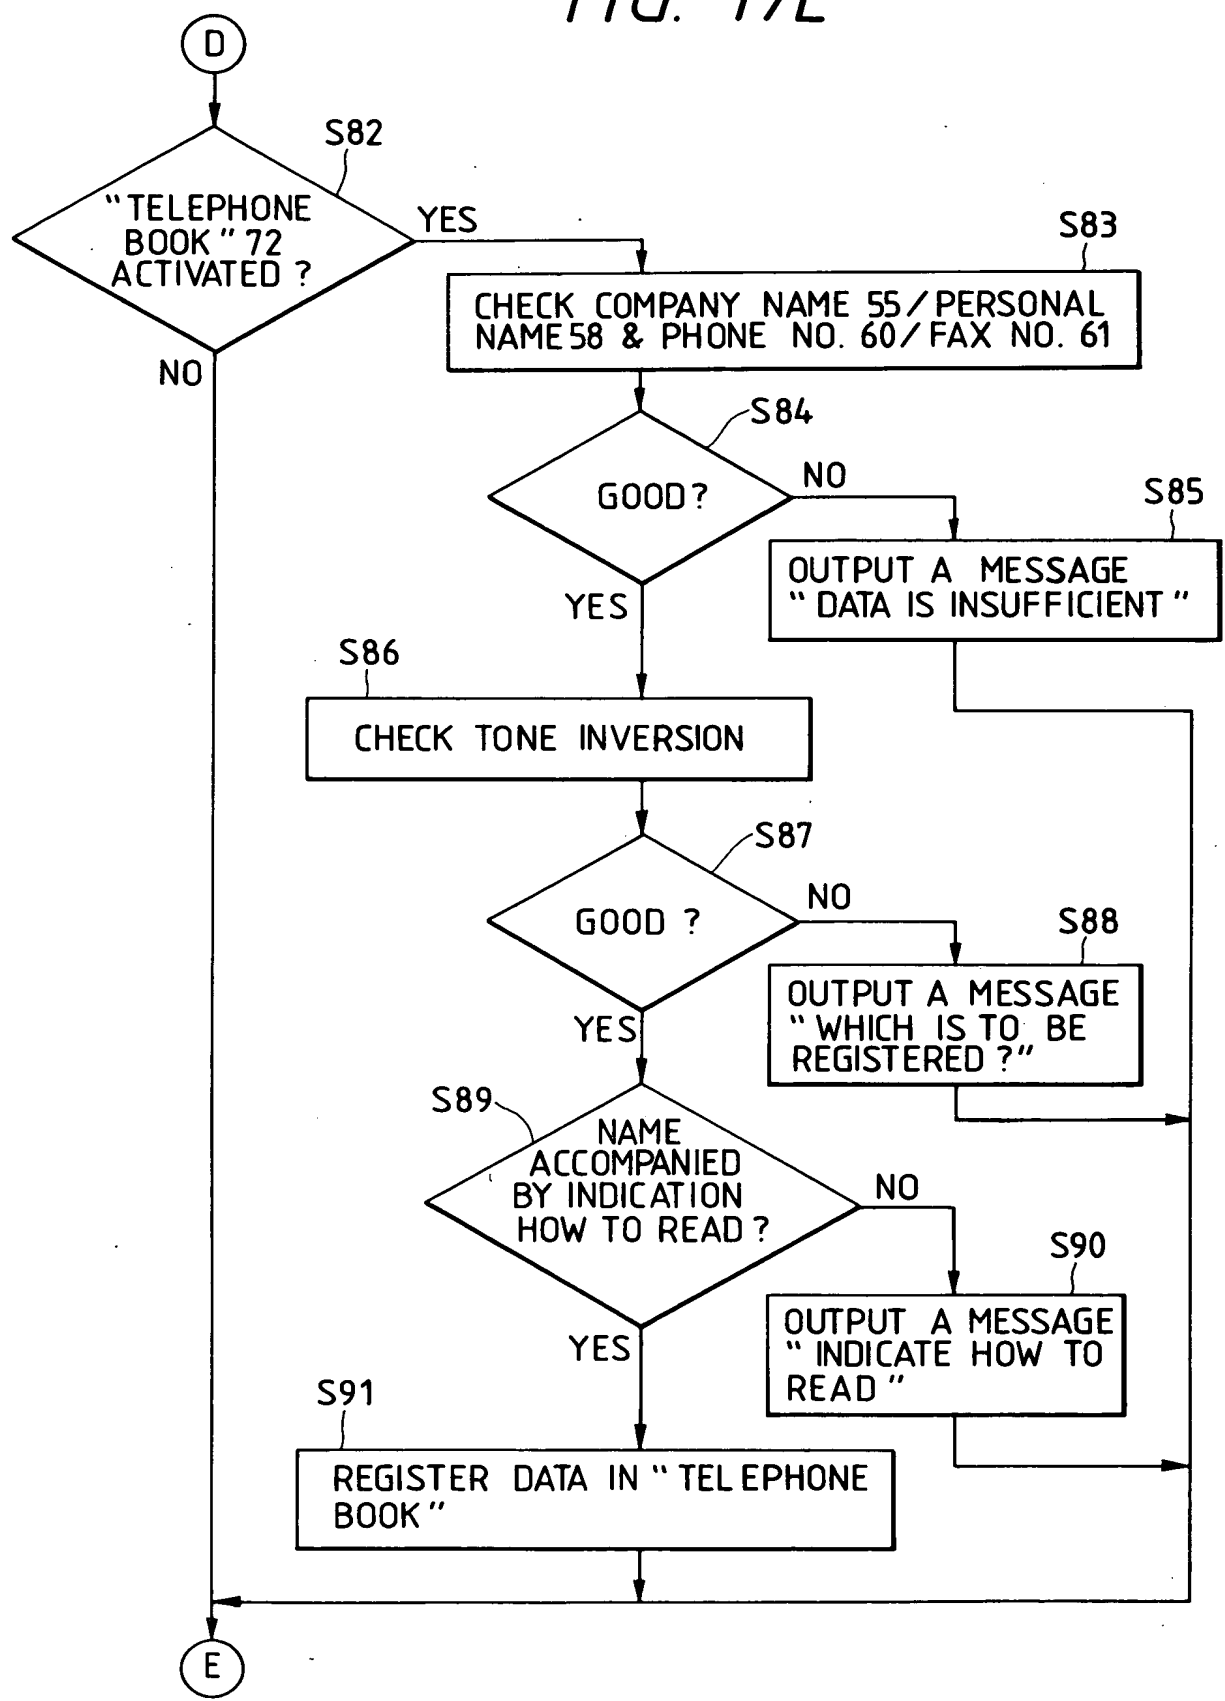 D
S82
"TELEPHONE
BOOK" 72
ACTIVATED ?
YES
NO
S83
CHECK COMPANY NAME 55/PERSONAL
NAME 58 & PHONE NO. 60/FAX NO. 61
S84
GOOD?
NO
YES
S85
OUTPUT A MESSAGE
"DATA IS INSUFFICIENT"
S86
CHECK TONE INVERSION
S87
GOOD ?
NO
YES
S88
OUTPUT A MESSAGE
"WHICH IS TO BE
REGISTERED ?"
S89
NAME
ACCOMPANIED
BY INDICATION
HOW TO READ ?
NO
YES
S90
OUTPUT A MESSAGE
"INDICATE HOW TO
READ"
S91
REGISTER DATA IN "TELEPHONE
BOOK"
E